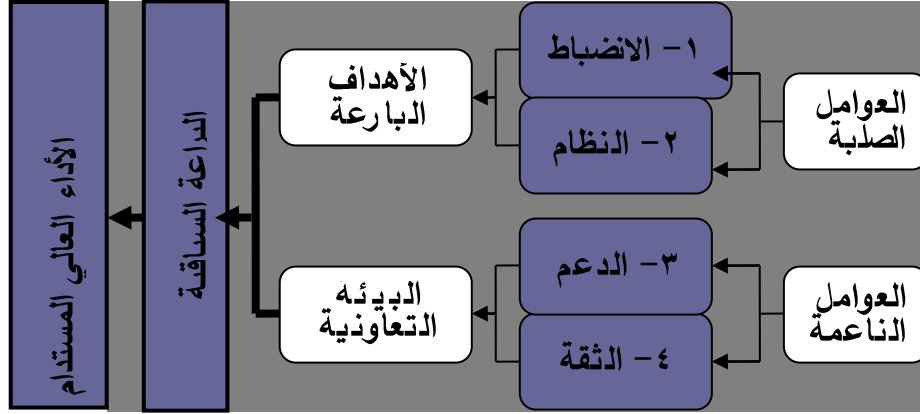 العوامل
الصلبة
١- الانضباط
٢- النظام
الأهداف
البارعة
العوامل
الناعمة
٣- الدعم
٤- الثقة
البيئة
التعاونية
البراعة السياقية
الأداء العالي المستدام